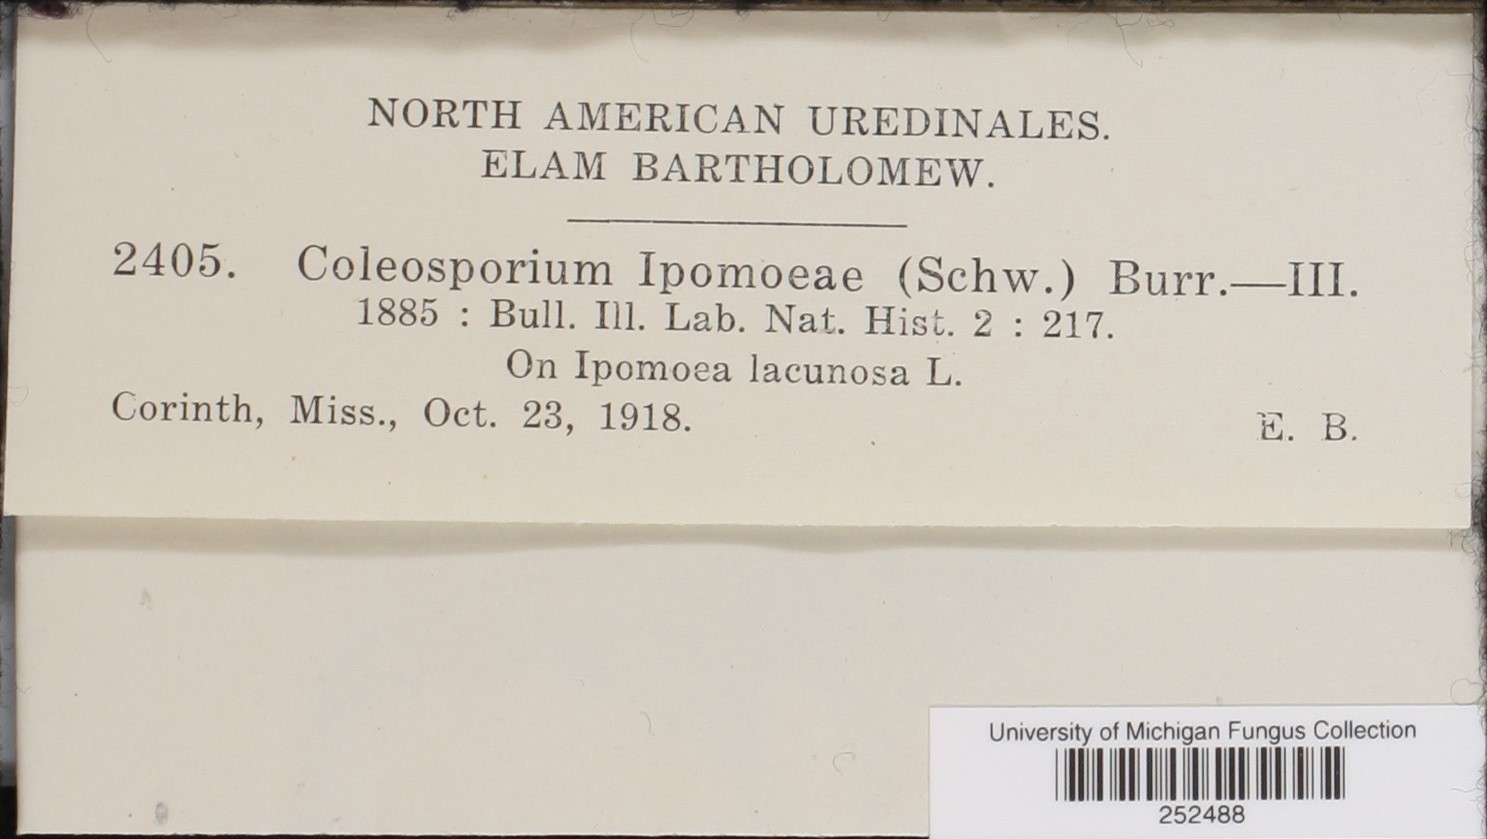 NORTH AMERICAN UREDINALES.
ELAM BARTHOLOMEW.
2405. Coleosporium Ipomoeae (Schw.) Burr.—III.
1885 : Bull. Ill. Lab. Nat. Hist. 2 : 217.
On Ipomoea lacunosa L.
Corinth, Miss., Oct. 23, 1918. E. B.
University of Michigan Fungus Collection
252488